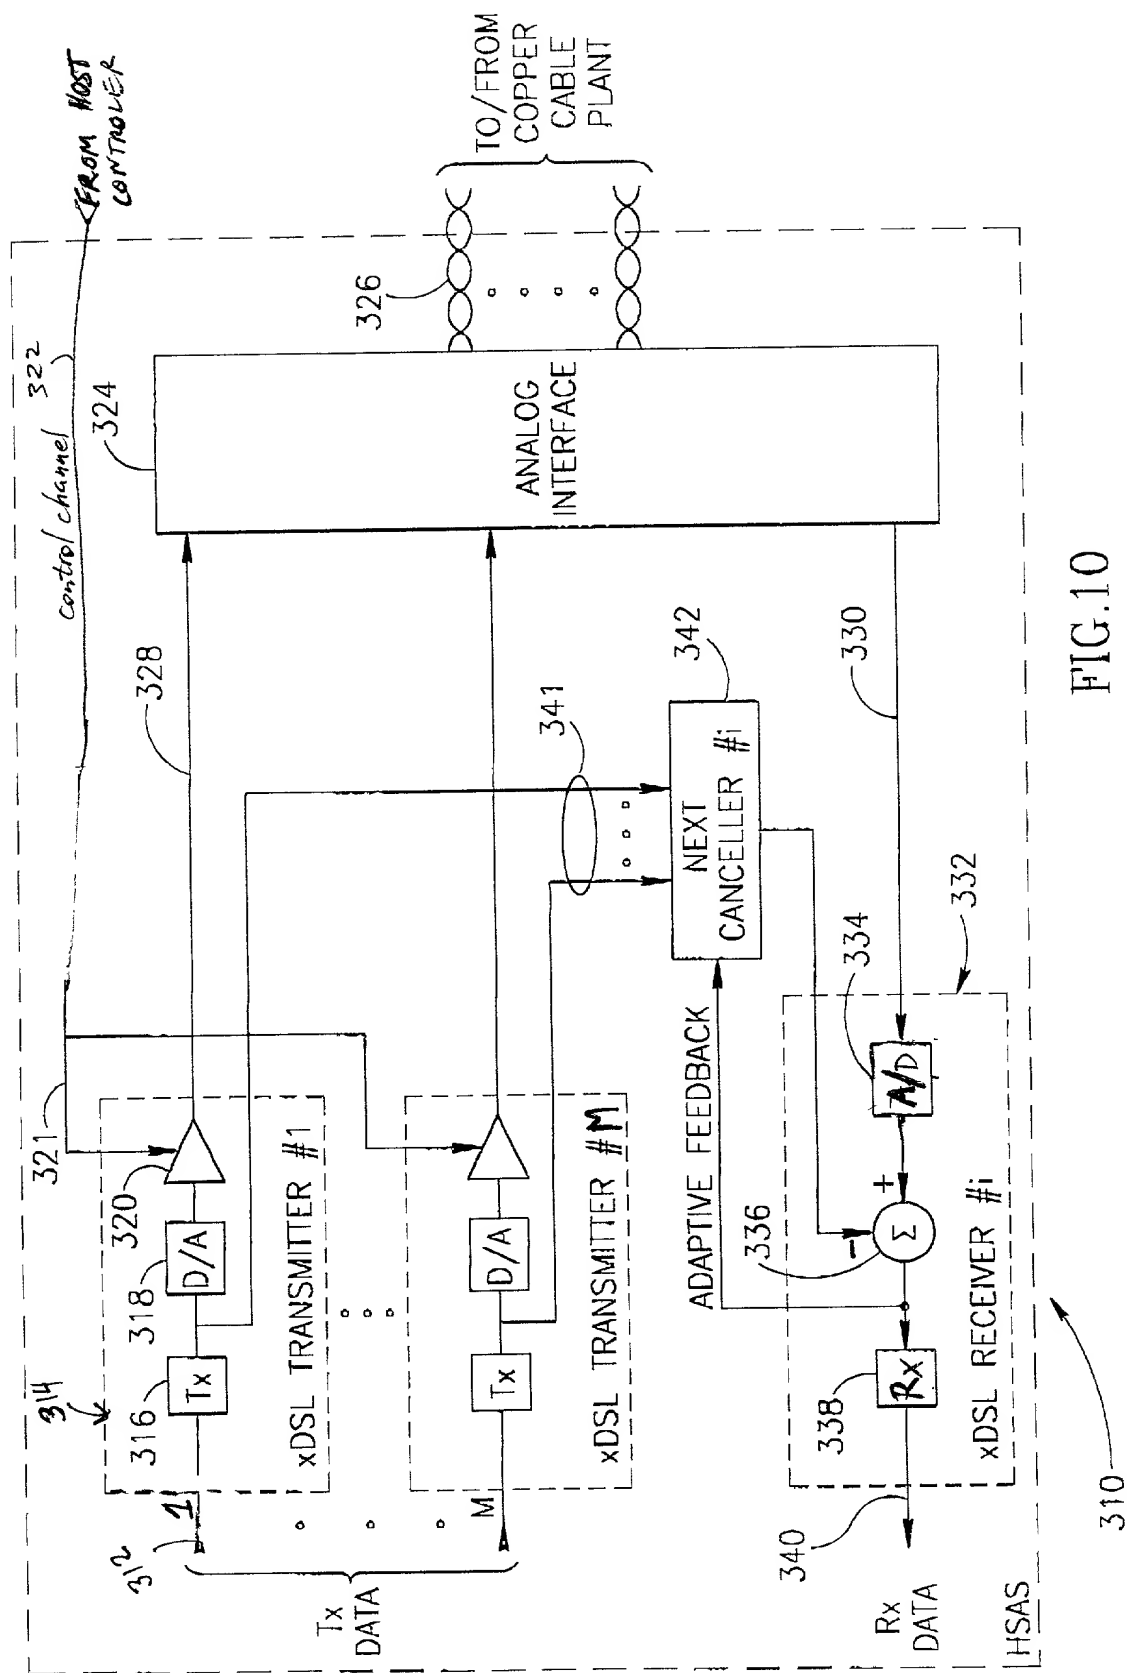 FROM HOST
CONTROLER
control channel 322
TO/FROM
COPPER
CABLE
PLANT
326
324
ANALOG
INTERFACE
328
321
320
318
316
314
Tx
D/A
xDSL TRANSMITTER #1
1
312
Tx
DATA
M
Tx
D/A
xDSL TRANSMITTER #M
341
342
NEXT
CANCELLER #i
ADAPTIVE FEEDBACK
330
332
334
A/D
+
-
Σ
336
Rx
338
xDSL RECEIVER #i
340
Rx
DATA
HSAS
310
FIG.10